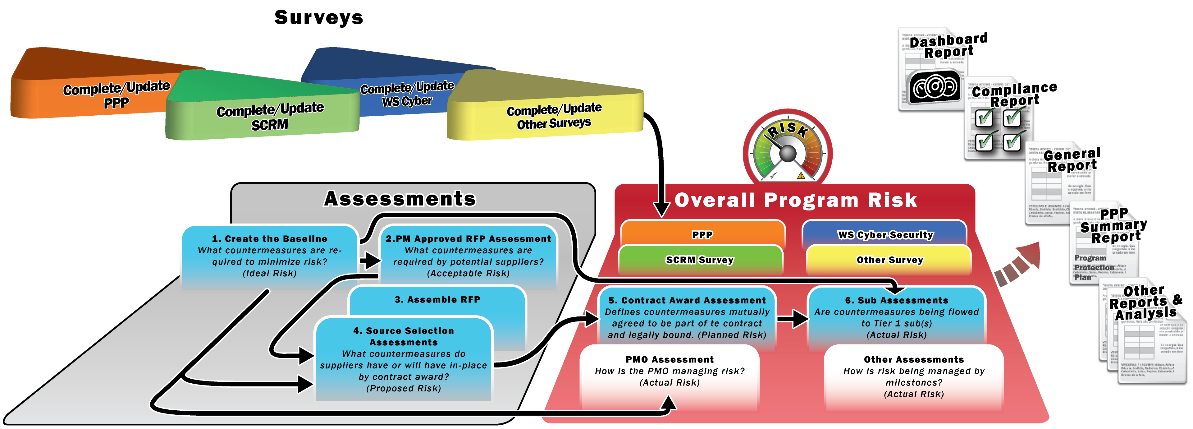 Surveys
Complete/Update
PPP
Complete/Update
SCRM
Complete/Update
WS Cyber
Complete/Update
Other Surveys
Dashboard
Report
Compliance
Report
General
Report
PPP
Summary
Report
Program
Protection
Plan
Other
Reports &
Analysis
RISK
Assessments
1. Create the Baseline
What countermeasures are re-
quired to minimize risk?
(Ideal Risk)
2.PM Approved RFP Assessment
What countermeasures are
required by potential suppliers?
(Acceptable Risk)
3. Assemble RFP
4. Source Selection
Assessments
What countermeasures do
suppliers have or will have in-place
by contract award?
(Proposed Risk)
Overall Program Risk
PPP
WS Cyber Security
SCRM Survey
Other Survey
5. Contract Award Assessment
Defines countermeasures mutually
agreed to be part of te contract
and legally bound. (Planned Risk)
6. Sub Assessments
Are countermeasures being flowed
to Tier 1 sub(s)
(Actual Risk)
PMO Assessment
How is the PMO managing risk?
(Actual Risk)
Other Assessments
How is risk being managed by
milestones?
(Actual Risk)